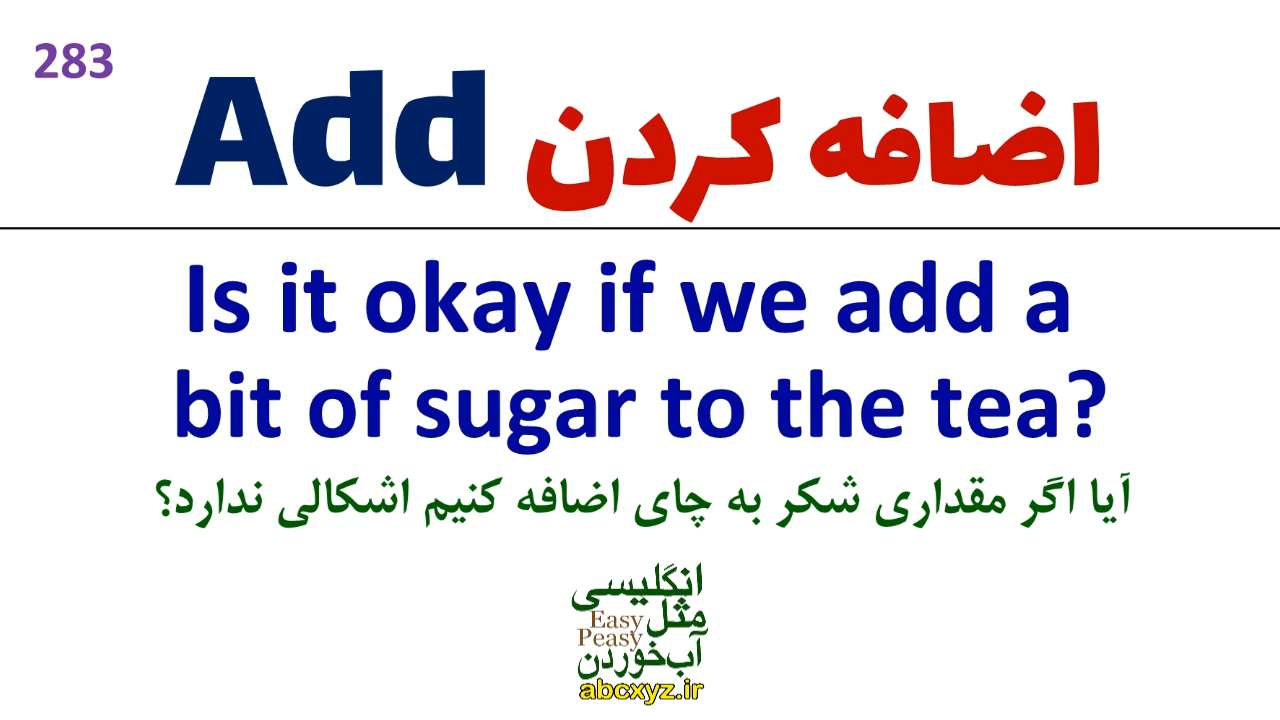 283
Add اضافه کردن
Is it okay if we add a
bit of sugar to the tea?
آیا اگر مقداری شکر به چای اضافه کنیم اشکالی ندارد؟
انگلیسی
مثل
Easy
Peasy
آب‌خوردن
abcxyz.ir